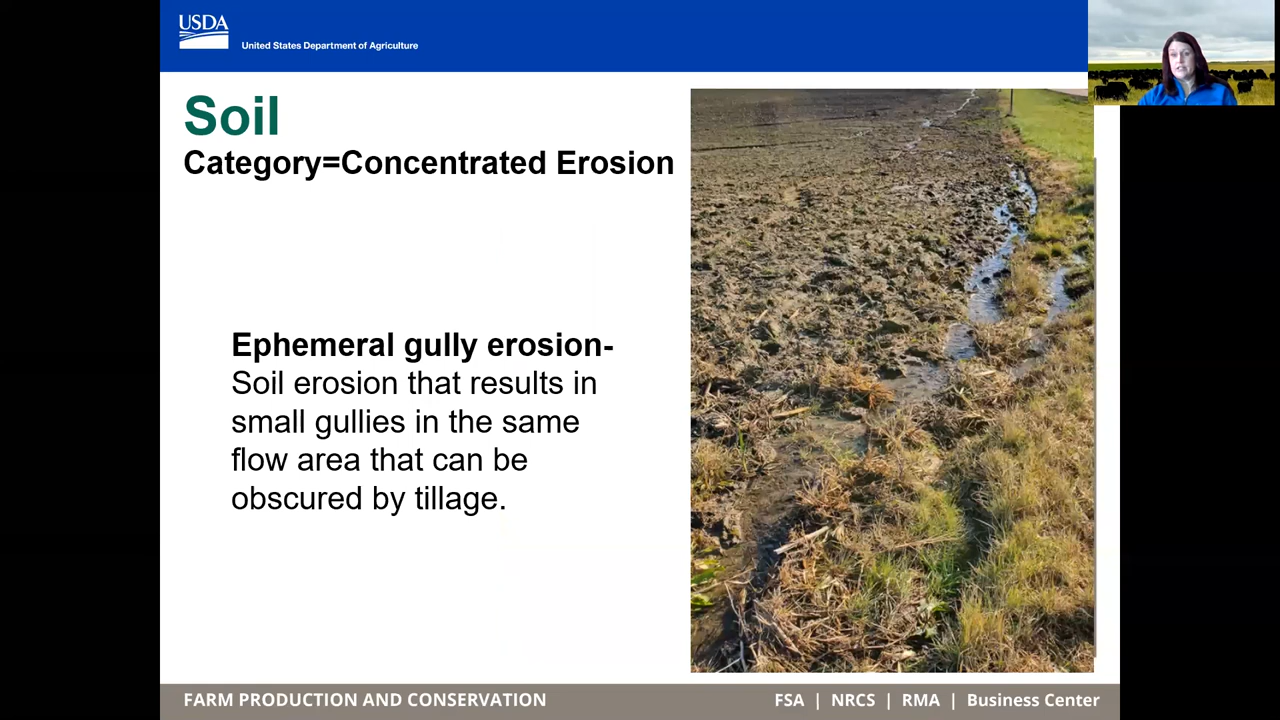 USDA
United States Department of Agriculture
Soil
Category=Concentrated Erosion
Ephemeral gully erosion-
Soil erosion that results in
small gullies in the same
flow area that can be
obscured by tillage.
FARM PRODUCTION AND CONSERVATION
FSA | NRCS | RMA | Business Center